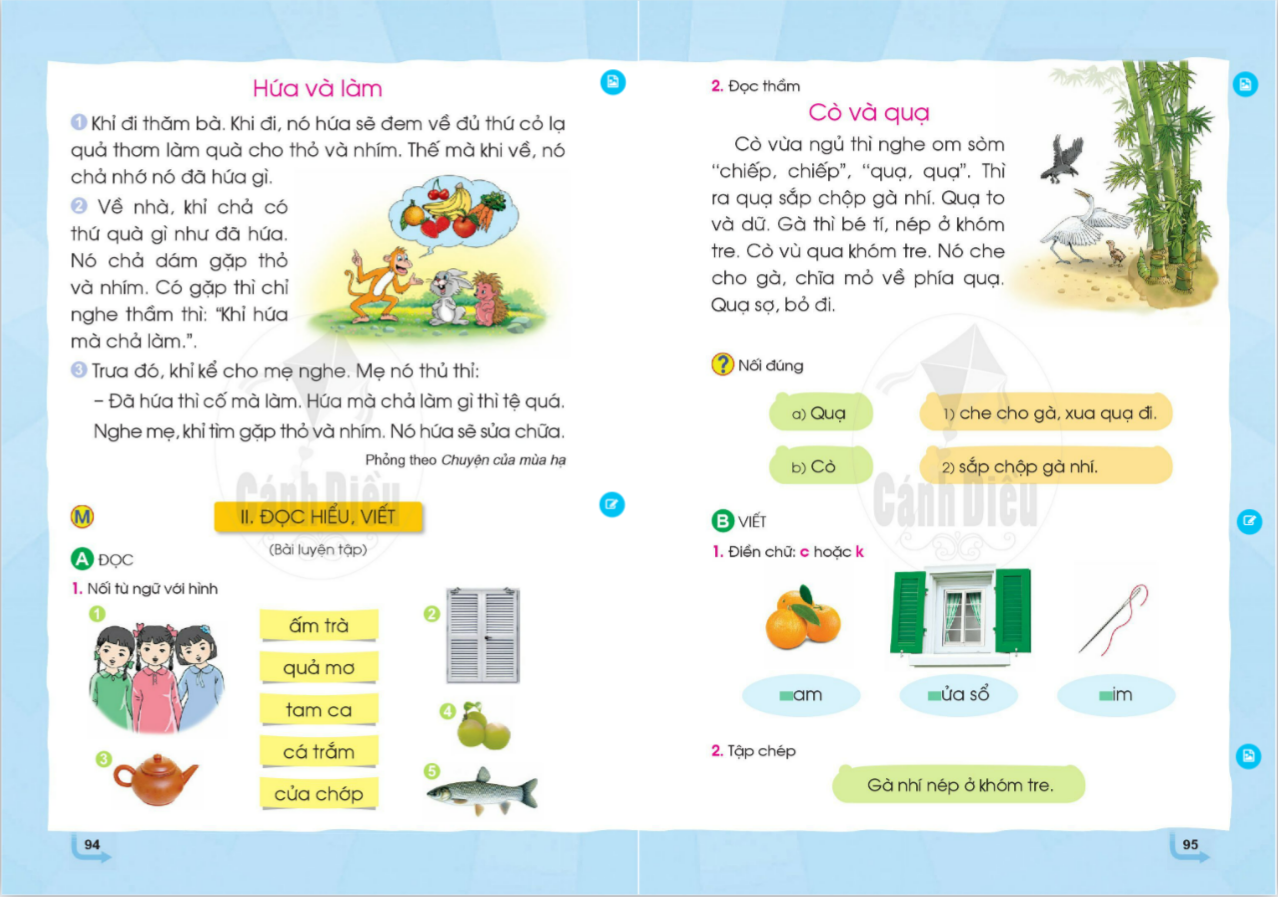 Hứa và làm
1 Khỉ đi thăm bà. Khi đi, nó hứa sẽ đem về đủ thứ cỏ lạ
quả thơm làm quà cho thỏ và nhím. Thế mà khi về, nó
chả nhớ nó đã hứa gì.
2 Về nhà, khỉ chả có
thứ quà gì như đã hứa.
Nó chả dám gặp thỏ
và nhím. Có gặp thì chỉ
nghe thầm thì: “Khỉ hứa
mà chả làm.”.
3 Trưa đó, khỉ kể cho mẹ nghe. Mẹ nó thủ thỉ:
– Đã hứa thì cố mà làm. Hứa mà chả làm gì thì tệ quá.
Nghe mẹ, khỉ tìm gặp thỏ và nhím. Nó hứa sẽ sửa chữa.
Phỏng theo Chuyện của mùa hạ
Cánh Diều
M
II. ĐỌC HIỂU, VIẾT
(Bài luyện tập)
A ĐỌC
1. Nối từ ngữ với hình
1
2
3
4
5
ấm trà
quả mơ
tam ca
cá trắm
cửa chớp
94
2. Đọc thầm
Cò và quạ
Cò vừa ngủ thì nghe om sòm
“chiếp, chiếp”, “quạ, quạ”. Thì
ra quạ sắp chộp gà nhí. Quạ to
và dữ. Gà thì bé tí, nép ở khóm
tre. Cò vù qua khóm tre. Nó che
cho gà, chĩa mỏ về phía quạ.
Quạ sợ, bỏ đi.
? Nối đúng
a) Quạ
1) che cho gà, xua quạ đi.
b) Cò
2) sắp chộp gà nhí.
Cánh Diều
B VIẾT
1. Điền chữ: c hoặc k
am
ửa sổ
im
2. Tập chép
Gà nhí nép ở khóm tre.
95